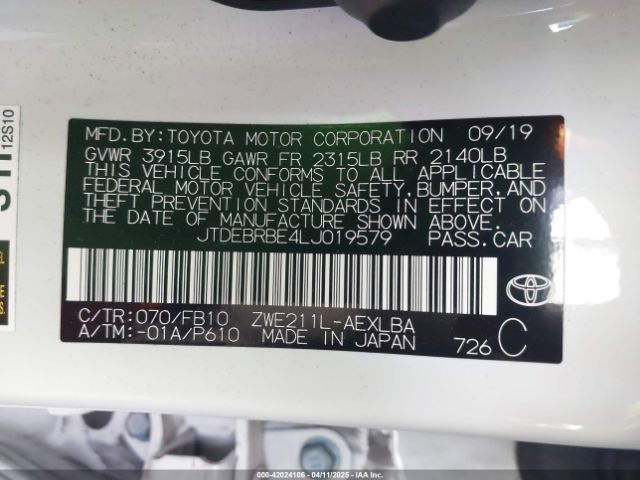 MFD.BY:TOYOTA MOTOR CORPORATION 09/19
GVWR 3915LB GAWR FR 2315LB RR 2140LB
THIS VEHICLE CONFORMS TO ALL APPLICABLE
FEDERAL MOTOR VEHICLE SAFETY,BUMPER,AND
THEFT PREVENTION STANDARDS IN EFFECT ON
THE DATE OF MANUFACTURE SHOWN ABOVE.
JTDEBRBE4LJ019579 PASS.CAR
C/TR:070/FB10 ZWE211L-AEXLBA
A/TM:-01A/P610 MADE IN JAPAN 726 C
12S10
000-42024106 - 04/11/2025 - IAA Inc.